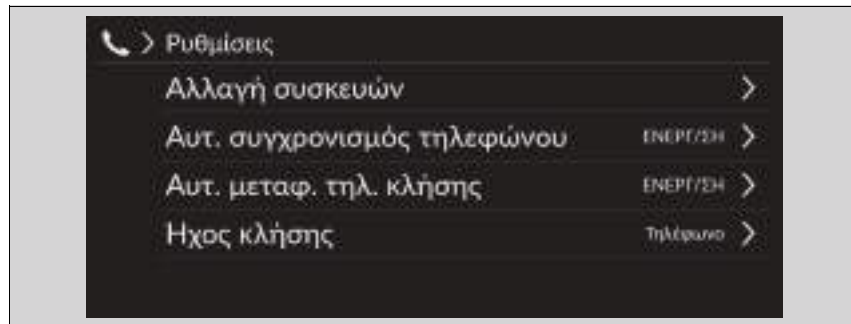 Ρυθμίσεις
Αλλαγή συσκευών
Αυτ. συγχρονισμός τηλεφώνου ΕΝΕΡΓ/ΣΗ
Αυτ. μεταφ. τηλ. κλήσης ΕΝΕΡΓ/ΣΗ
Ηχος κλήσης Τηλέφωνο